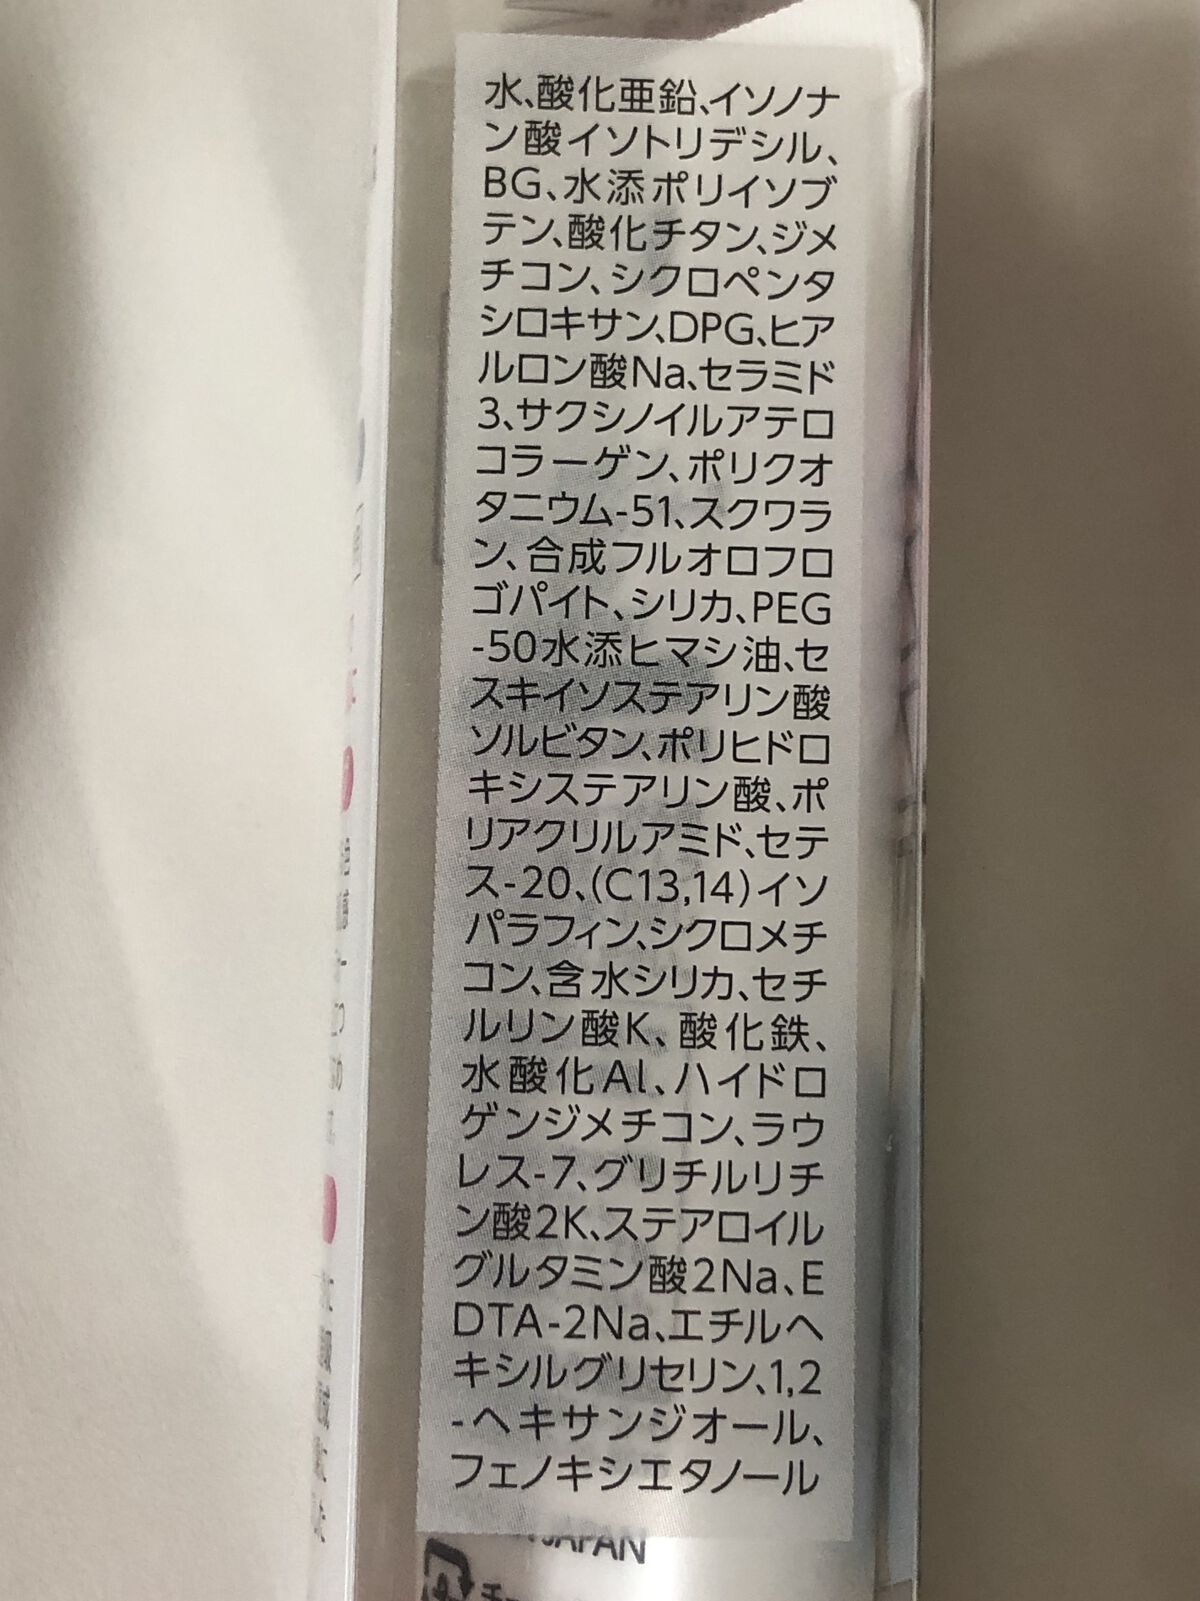 水、酸化亜鉛、イソノナ
ン酸イソトリデシル、
BG、水添ポリイソブ
テン、酸化チタン、ジメ
チコン、シクロペンタ
シロキサン、DPG、ヒア
ルロン酸Na、セラミド
3、サクシノイルアテロ
コラーゲン、ポリクオ
タニウム-51、スクワラ
ン、合成フルオロフロ
ゴパイト、シリカ、PEG
-50水添ヒマシ油、セ
スキイソステアリン酸
ソルビタン、ポリヒドロ
キシステアリン酸、ポ
リアクリルアミド、セテ
ス-20、(C13,14)イソ
パラフィン、シクロメチ
コン、含水シリカ、セチ
ルリン酸K、酸化鉄、
水酸化Al、ハイドロ
ゲンジメチコン、ラウ
レス-7、グリチルリチ
ン酸2K、ステアロイル
グルタミン酸2Na、E
DTA-2Na、エチルヘ
キシルグリセリン、1,2
-ヘキサンジオール、
フェノキシエタノール
JAPAN